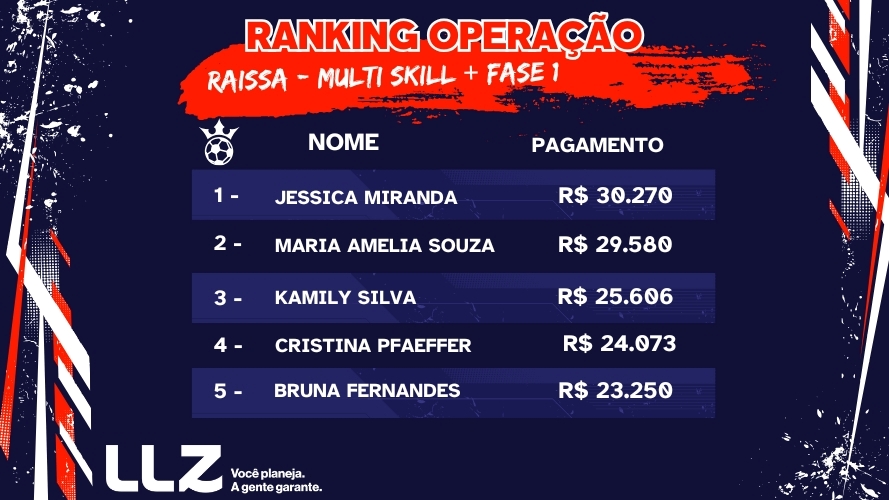 RANKING OPERAÇÃO
RAISSA - MULTI SKILL + FASE 1
NOME PAGAMENTO
1 - JESSICA MIRANDA R$ 30.270
2 - MARIA AMELIA SOUZA R$ 29.580
3 - KAMILY SILVA R$ 25.606
4 - CRISTINA PFAEFFER R$ 24.073
5 - BRUNA FERNANDES R$ 23.250
LLZ
Você planeja.
A gente garante.